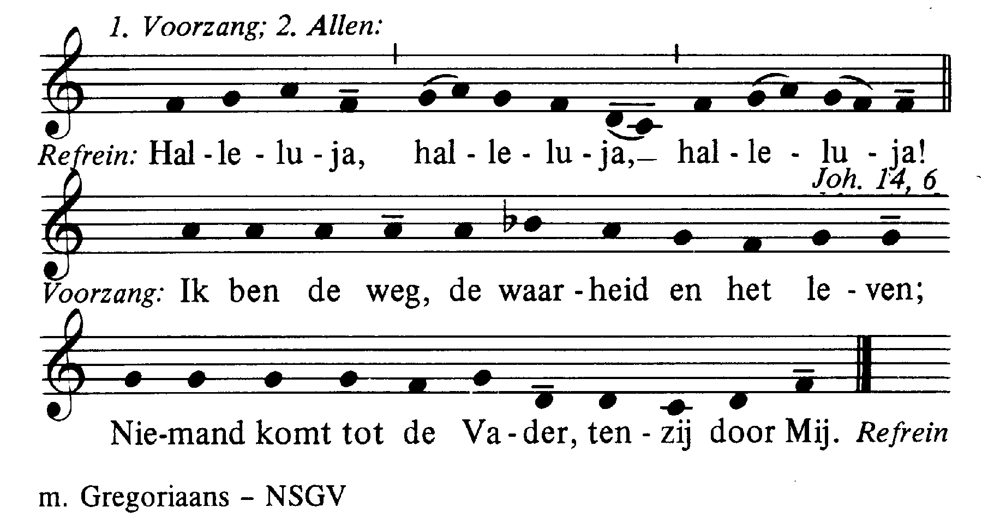 1. Voorzang; 2. Allen:
Refrein: Hal - le - lu - ja, hal - le - lu - ja,– hal - le - lu - ja!
Joh. 14, 6
Voorzang: Ik ben de weg, de waar - heid en het le - ven;
Nie-mand komt tot de Va - der, ten - zij door Mij. Refrein
m. Gregoriaans – NSGV